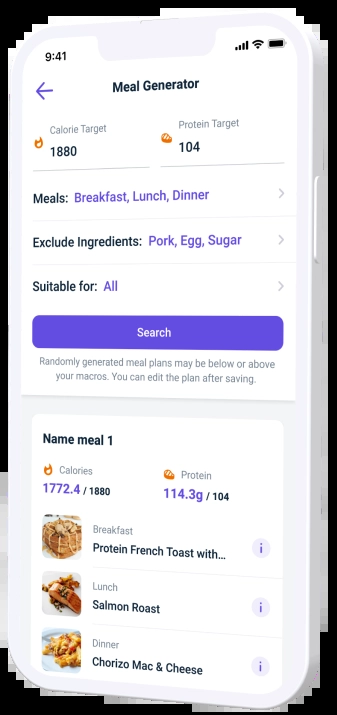 9:41
Meal Generator
Calorie Target
1880
Protein Target
104
Meals: Breakfast, Lunch, Dinner
Exclude Ingredients: Pork, Egg, Sugar
Suitable for: All
Search
Randomly generated meal plans may be below or above
your macros. You can edit the plan after saving.
Name meal 1
Calories
1772.4 / 1880
Protein
114.3g / 104
Breakfast
Protein French Toast with...
Lunch
Salmon Roast
Dinner
Chorizo Mac & Cheese